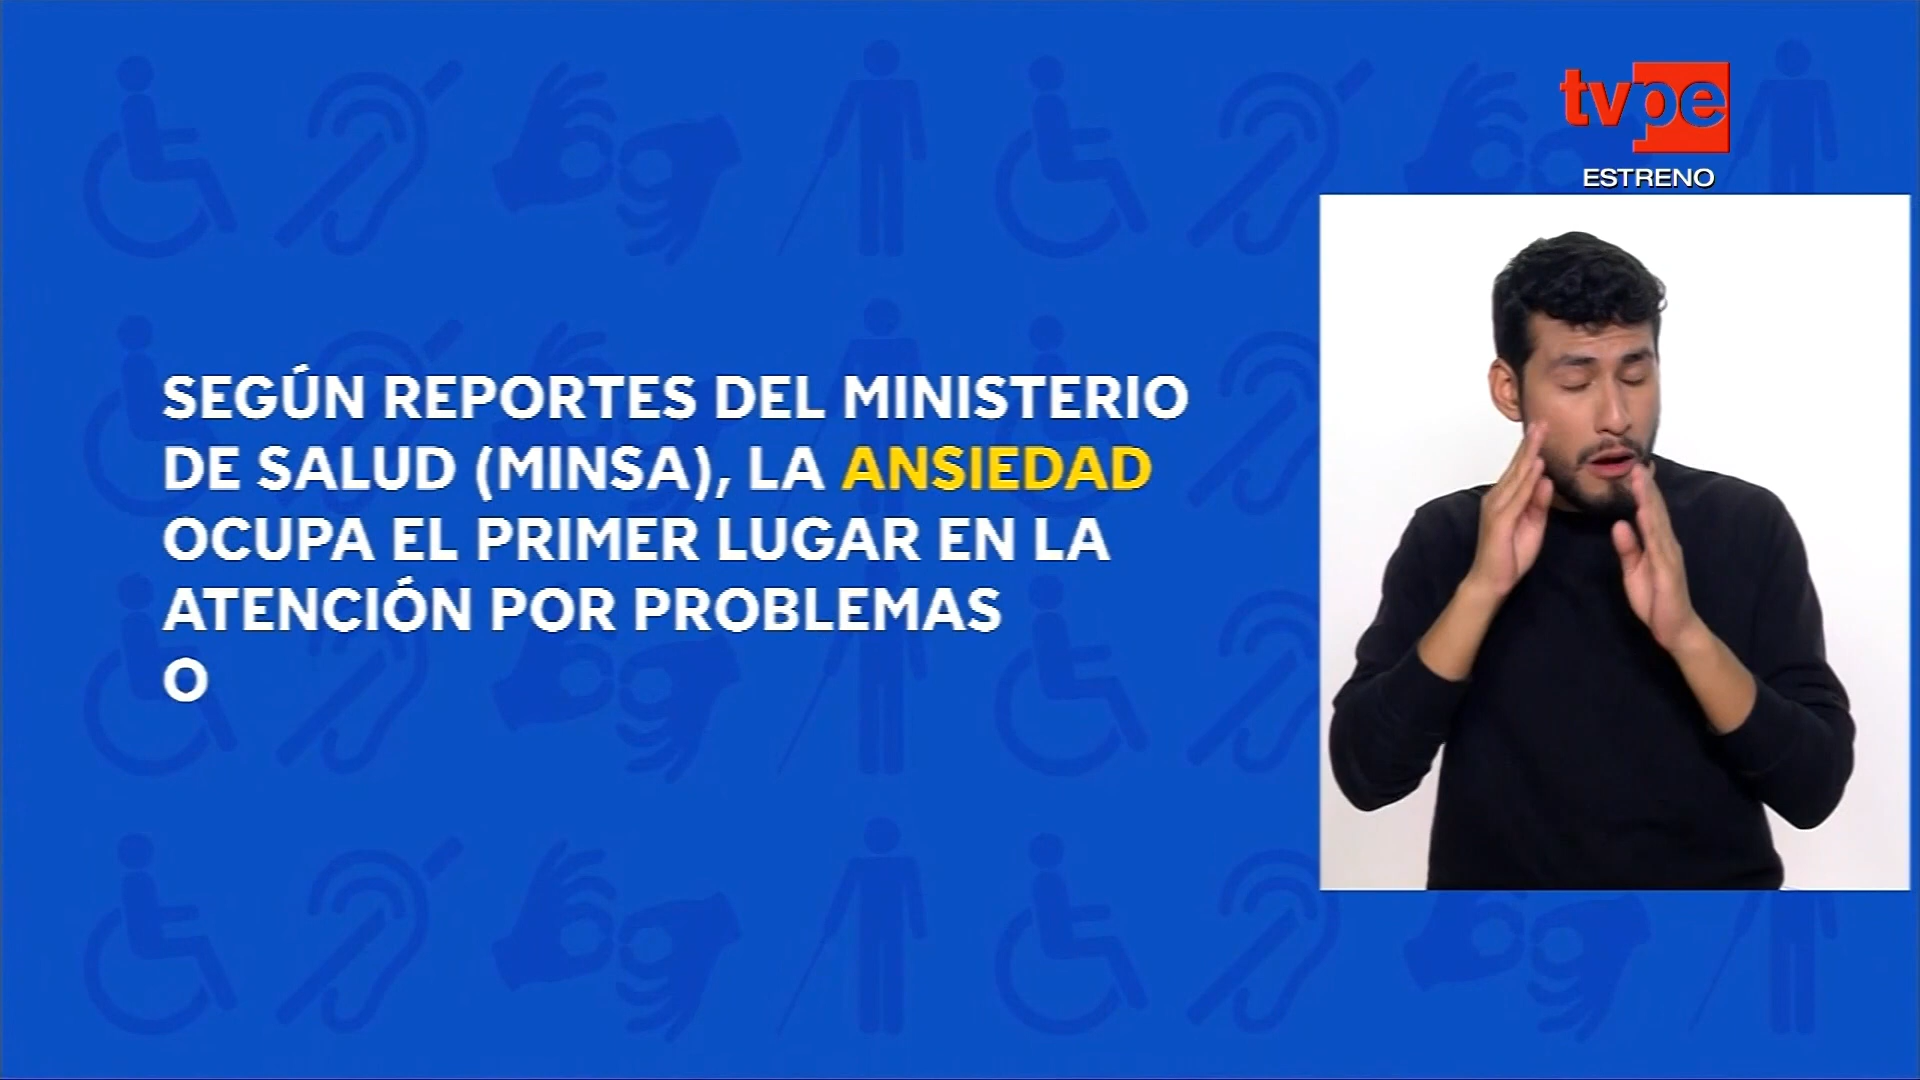 tvpe
ESTRENO
SEGÚN REPORTES DEL MINISTERIO
DE SALUD (MINSA), LA ANSIEDAD
OCUPA EL PRIMER LUGAR EN LA
ATENCIÓN POR PROBLEMAS
O